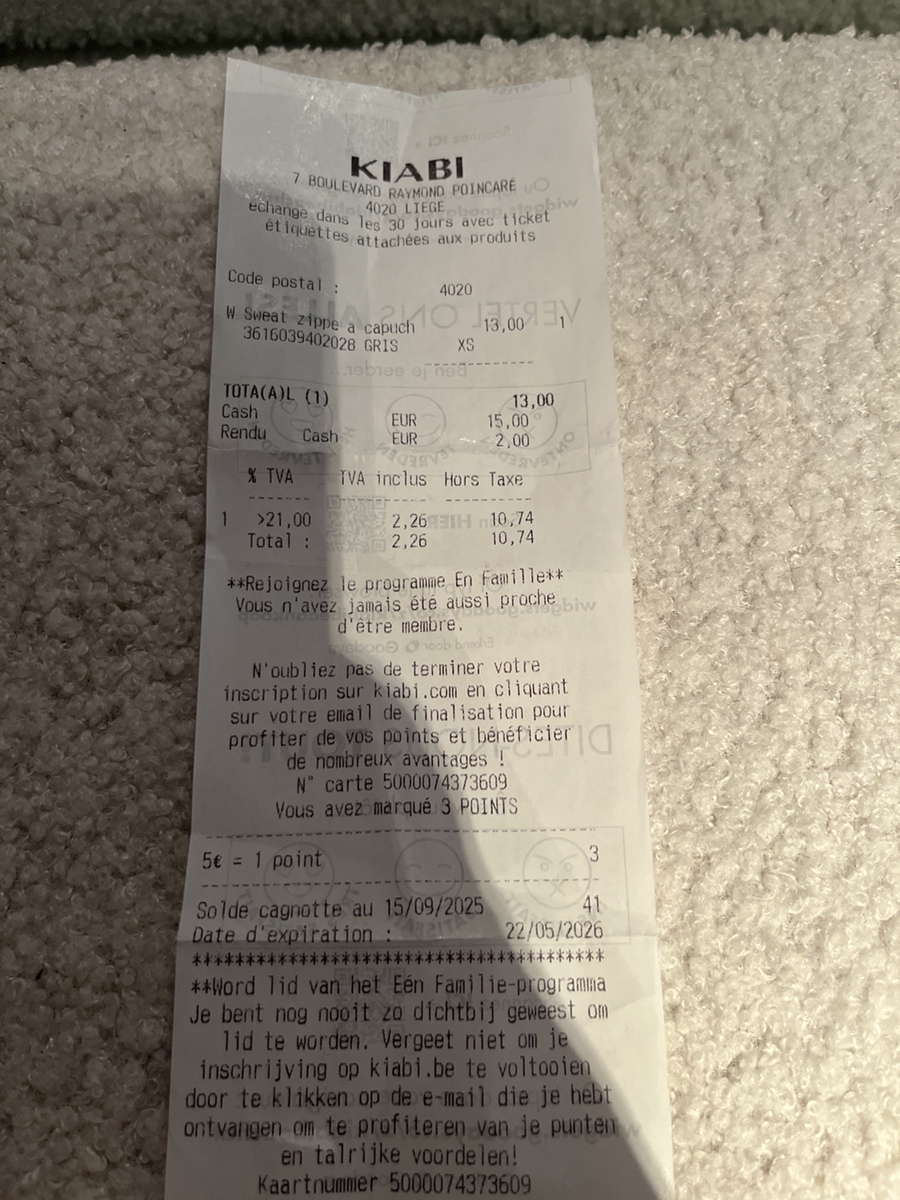 KIABI
7 BOULEVARD RAYMOND POINCARÉ
4020 LIEGE
échange dans les 30 jours avec ticket
étiquettes attachées aux produits
Code postal : 4020
W Sweat zippe a capuch 13,00 1
3616039402028 GRIS XS
TOTA(A)L (1) 13,00
Cash EUR 15,00
Rendu Cash EUR 2,00
% TVA TVA inclus Hors Taxe
1 >21,00 2,26 10,74
Total : 2,26 10,74
**Rejoignez le programme En Famille**
Vous n'avez jamais été aussi proche
d'être membre.
N'oubliez pas de terminer votre
inscription sur kiabi.com en cliquant
sur votre email de finalisation pour
profiter de vos points et bénéficier
de nombreux avantages !
N° carte 5000074373609
Vous avez marqué 3 POINTS
5€ = 1 point 3
Solde cagnotte au 15/09/2025 41
Date d'expiration : 22/05/2026
****************************************
**Word lid van het Eén Familie-programma
Je bent nog nooit zo dichtbij geweest om
lid te worden. Vergeet niet om je
inschrijving op kiabi.be te voltooien
door te klikken op de e-mail die je hebt
ontvangen om te profiteren van je punten
en talrijke voordelen!
Kaartnummer 5000074373609